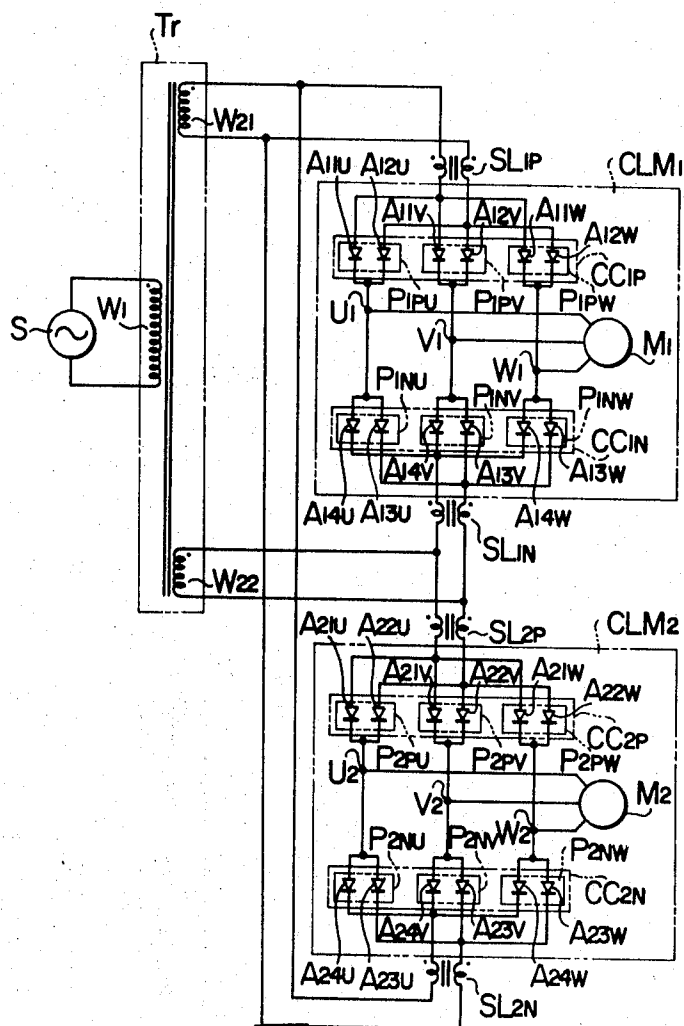 Tr
W21
SL1P
CLM1
A11U
A12U
A11V
A12V
A11W
A12W
CC1P
P1PU
P1PV
P1PW
S
W1
U1
V1
W1
M1
P1NU
P1NV
P1NW
CC1N
A14V
A13V
A13W
A14U
A13U
A14W
SL1N
W22
SL2P
CLM2
A21U
A22U
A21V
A22V
A21W
A22W
CC2P
P2PU
P2PV
P2PW
U2
V2
W2
M2
P2NU
P2NV
P2NW
CC2N
A24V
A23V
A23W
A24U
A23U
A24W
SL2N